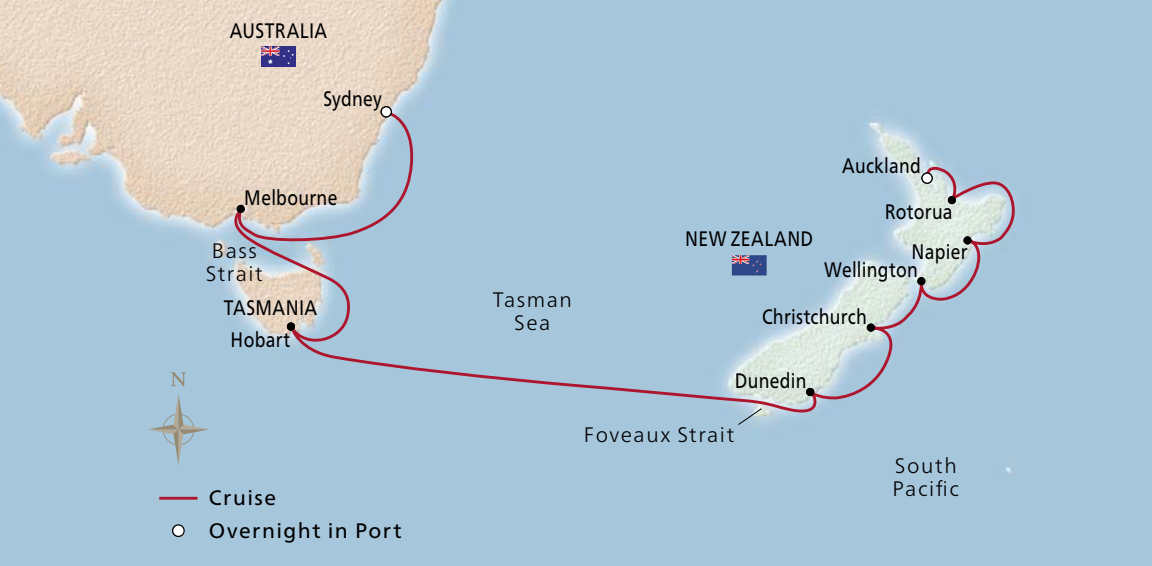 AUSTRALIA
Sydney
Melbourne
Bass
Strait
TASMANIA
Hobart
Tasman
Sea
Auckland
Rotorua
NEW ZEALAND
Napier
Wellington
Christchurch
Dunedin
Foveaux Strait
South
Pacific
N
Cruise
Overnight in Port